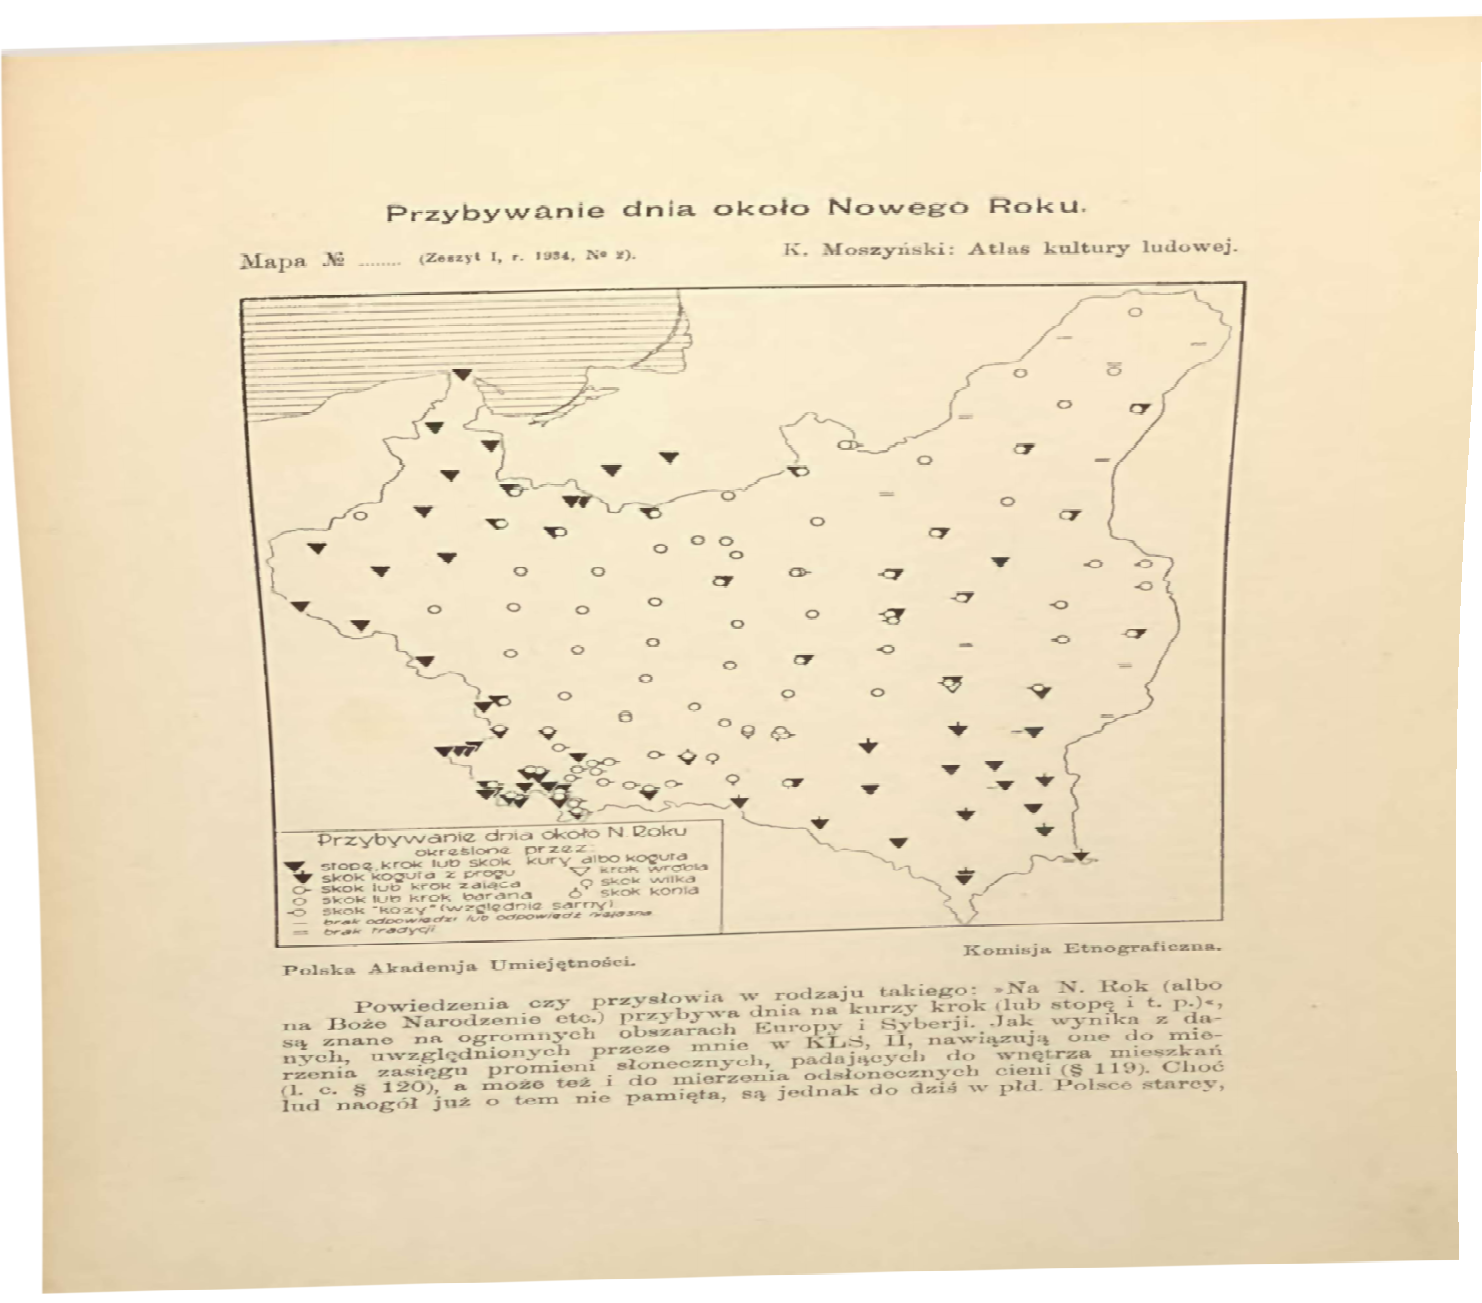 Przybywanie dnia około Nowego Roku.
Mapa № ........ (Zeszyt I, r. 1934, Nº 2).
K. Moszyński: Atlas kultury ludowej.
Przybywanie dnia około N. Roku
określone przez:
stopę, krok lub skok kury albo koguta
skok koguta z progu
krok wróbla
skok lub krok zająca
skok wilka
skok lub krok barana
skok konia
skok "kozy" (względnie sarny)
brak odpowiedzi lub odpowiedź niejasna
brak tradycji
Polska Akademja Umiejętności.
Komisja Etnograficzna.
Powiedzenia czy przysłowia w rodzaju takiego: »Na N. Rok (albo
na Boże Narodzenie etc.) przybywa dnia na kurzy krok (lub stopę i t. p.)«,
są znane na ogromnych obszarach Europy i Syberji. Jak wynika z da-
nych, uwzględnionych przeze mnie w KLS, II, nawiązują one do mie-
rzenia zasięgu promieni słonecznych, padających do wnętrza mieszkań
(l. c. § 120), a może też i do mierzenia odsłonecznych cieni (§ 119). Choć
lud naogół już o tem nie pamięta, są jednak do dziś w płd. Polsce starcy,